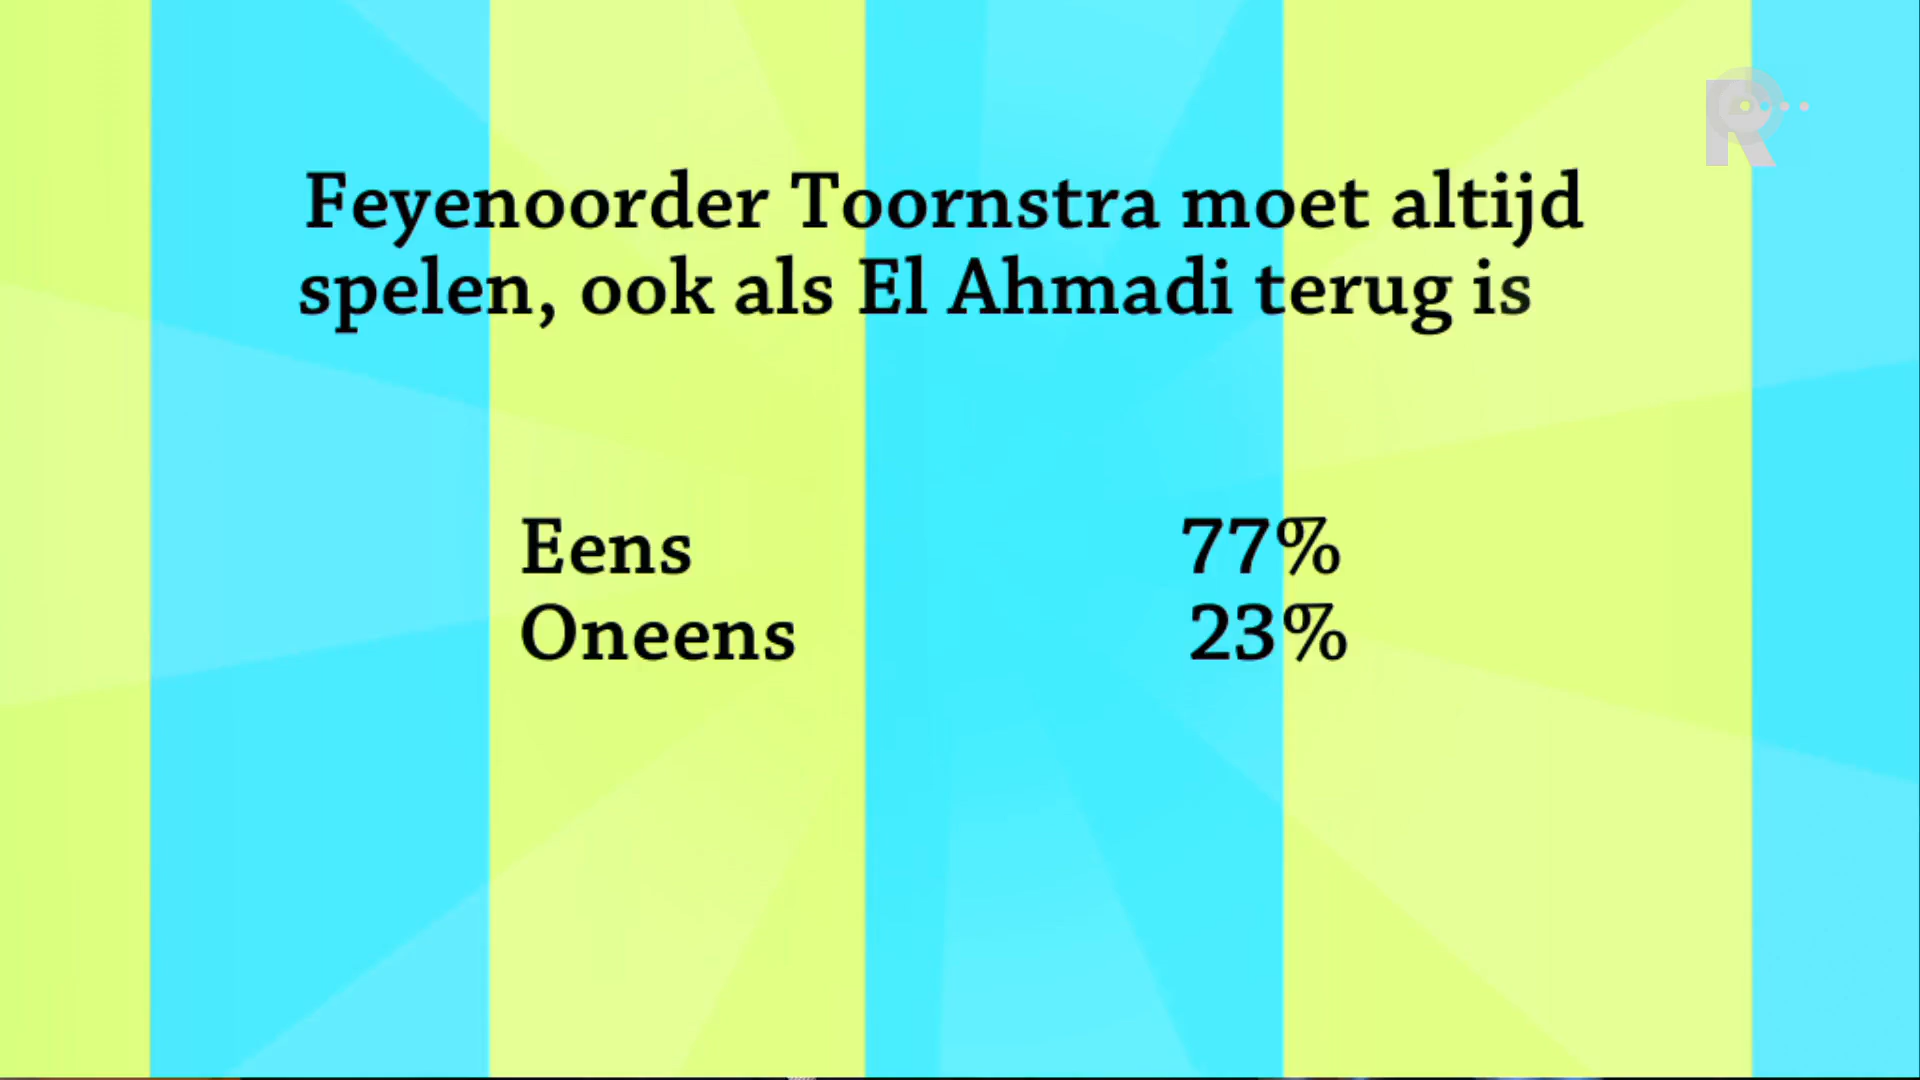 Feyenoorder Toornstra moet altijd
spelen, ook als El Ahmadi terug is
Eens 77%
Oneens 23%
R